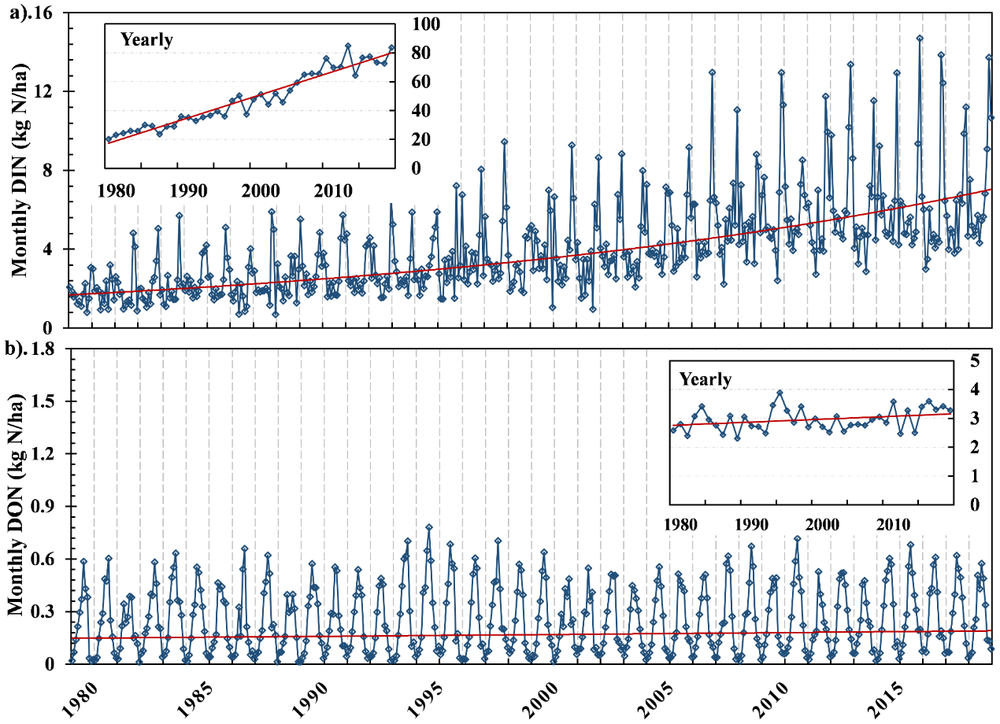 a).
Monthly DIN (kg N/ha)
16
12
8
4
0
Yearly
100
80
60
40
20
0
1980 1990 2000 2010
b).
Monthly DON (kg N/ha)
1.8
1.5
1.2
0.9
0.6
0.3
0
Yearly
5
4
3
2
1
0
1980 1990 2000 2010
1980 1985 1990 1995 2000 2005 2010 2015